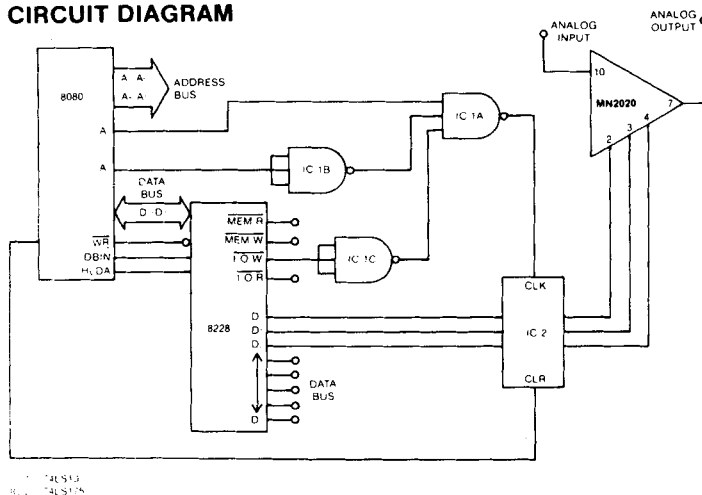 CIRCUIT DIAGRAM
ANALOG
INPUT
ANALOG
OUTPUT
8080
ADDRESS
BUS
A
A
10
MN2020
7
2
3
4
IC 1A
IC 1B
DATA
BUS
WR
DBIN
HLDA
MEM R
MEM W
I O W
I O R
IC 1C
8228
D
D
D
D
CLK
IC 2
CLR
DATA
BUS